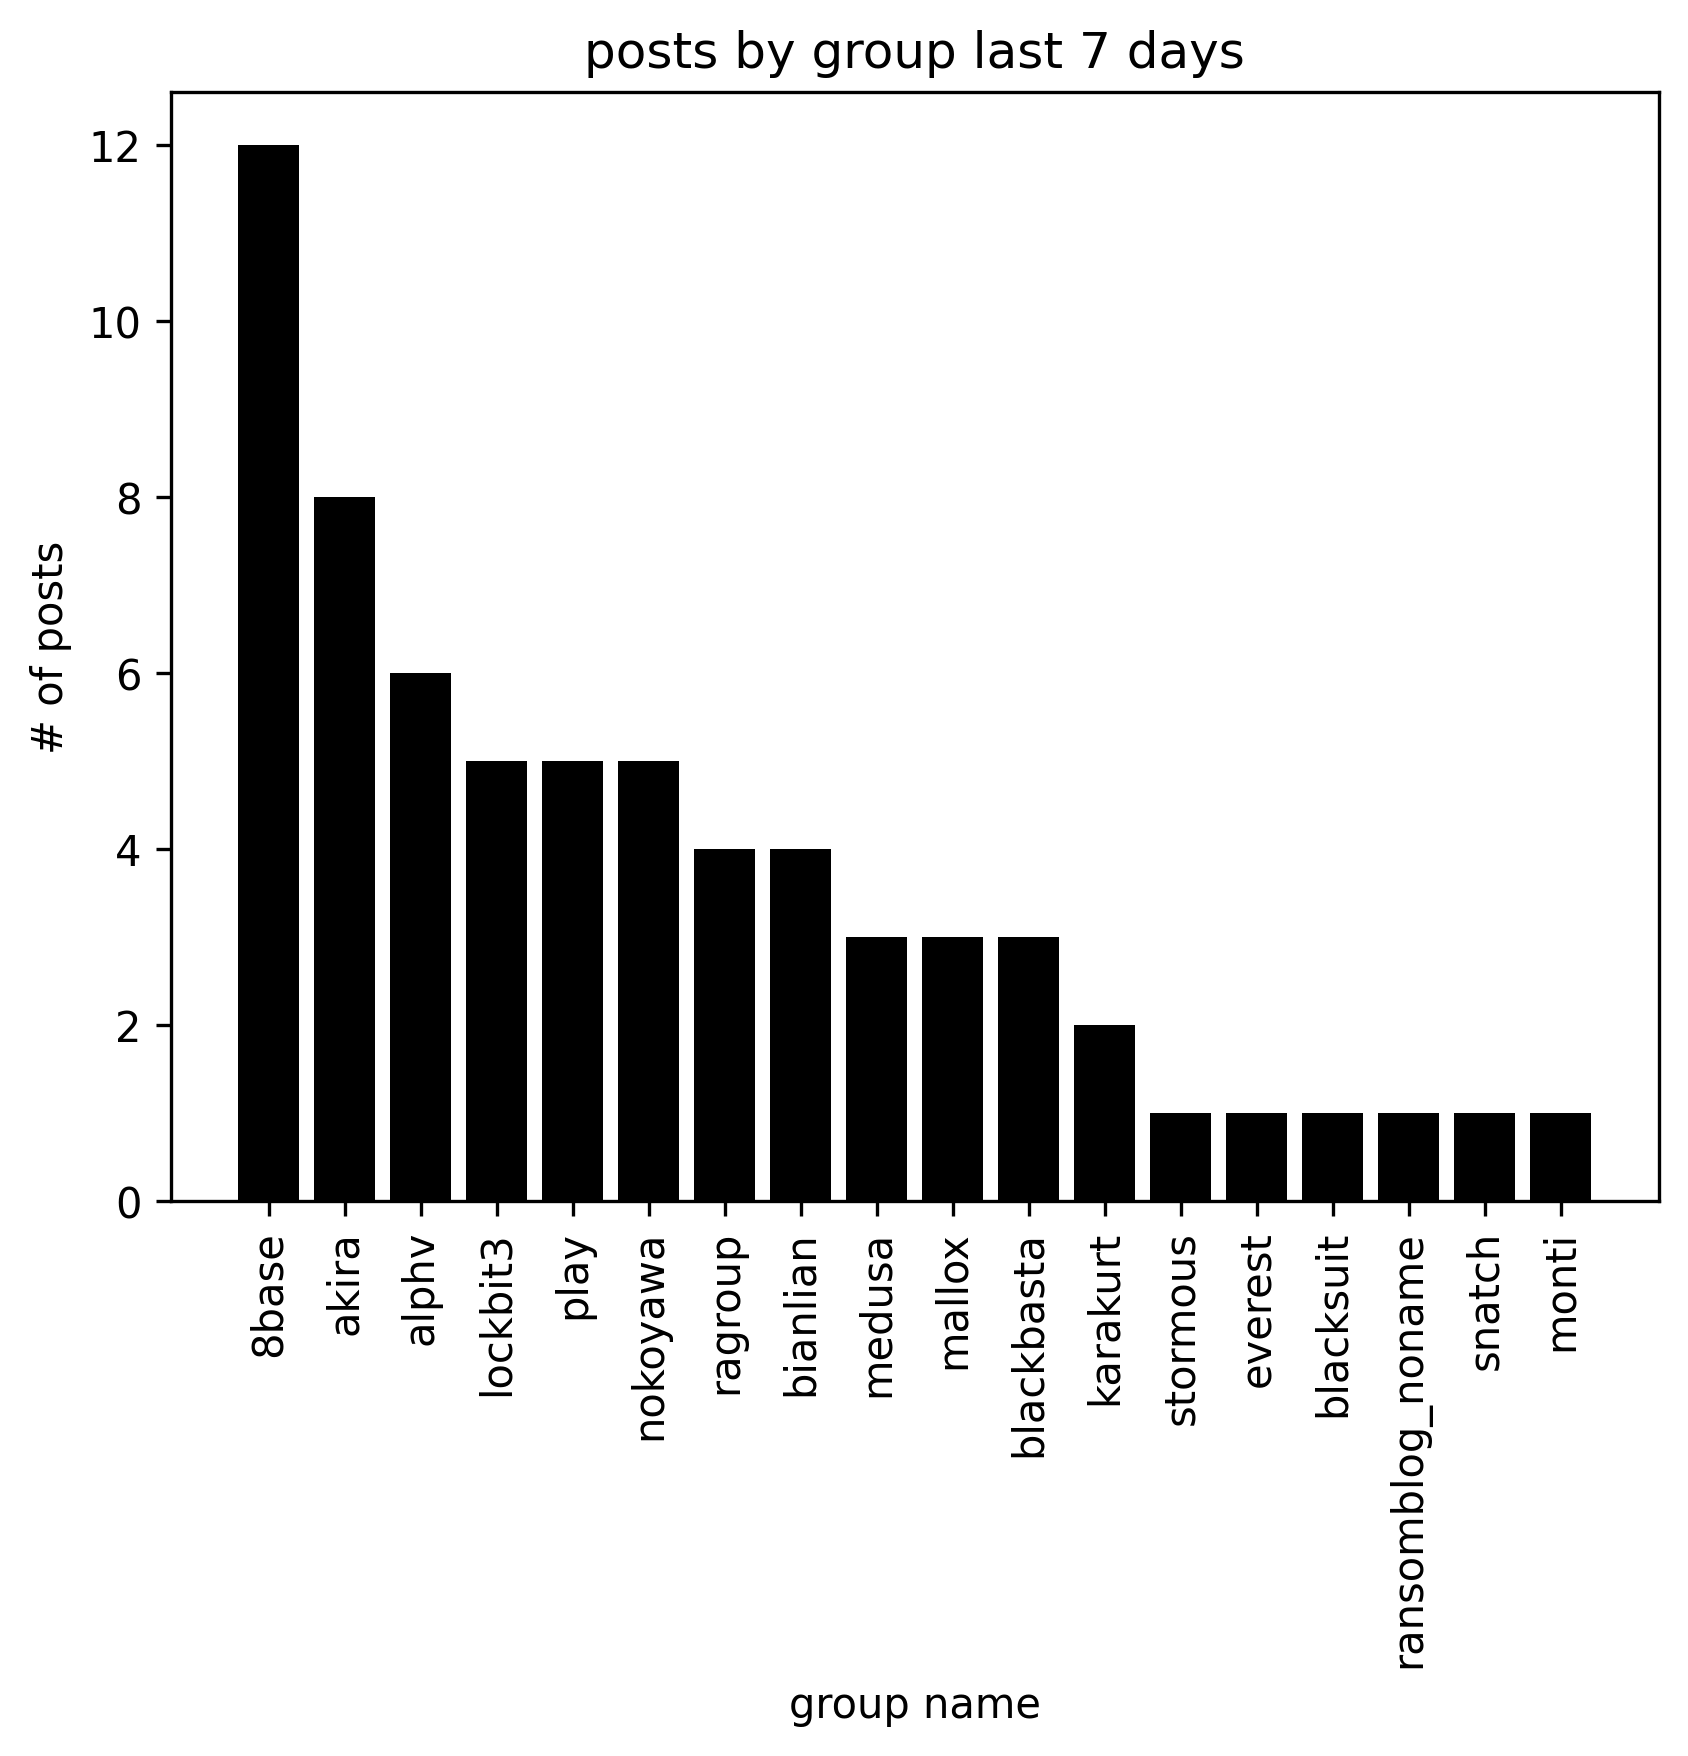 posts by group last 7 days
# of posts
12
10
8
6
4
2
0
8base
akira
alphv
lockbit3
play
nokoyawa
ragroup
bianlian
medusa
mallox
blackbasta
karakurt
stormous
everest
blacksuit
ransomblog_noname
snatch
monti
group name